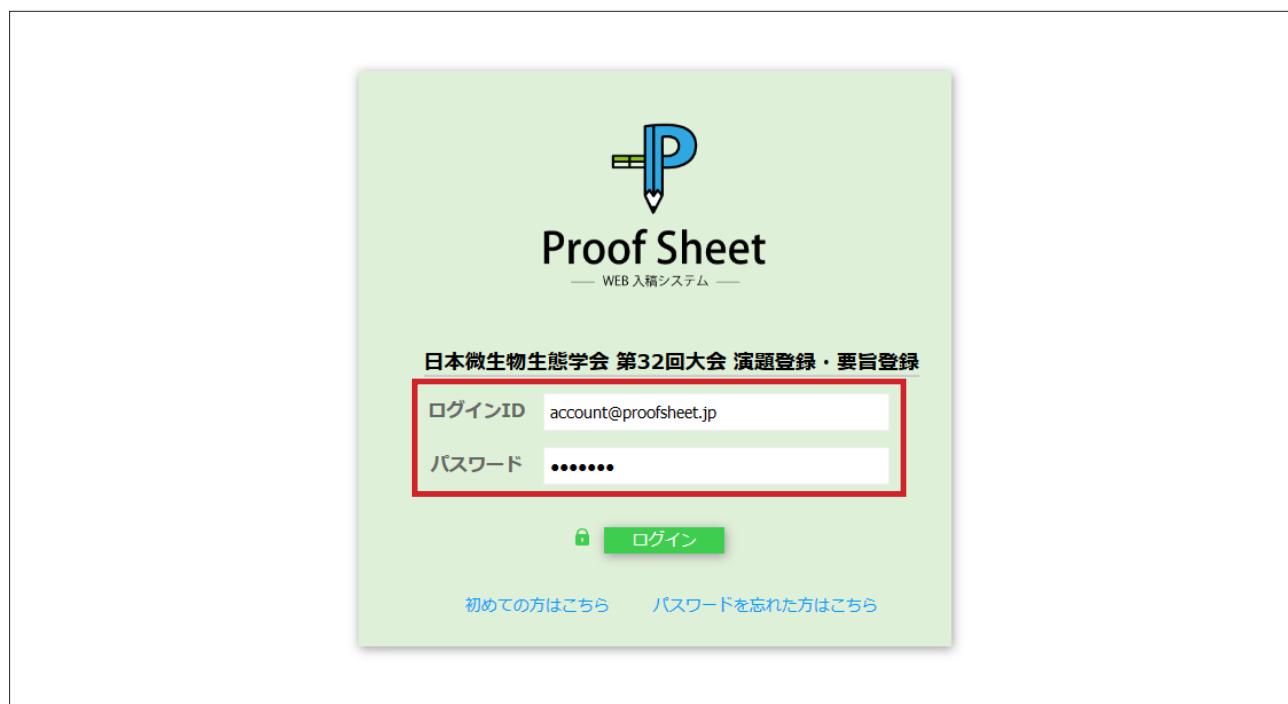 Proof Sheet
WEB 入稿システム
日本微生物生態学会 第32回大会 演題登録・要旨登録
ログインID account@proofsheet.jp
パスワード •••••••
ログイン
初めての方はこちら パスワードを忘れた方はこちら